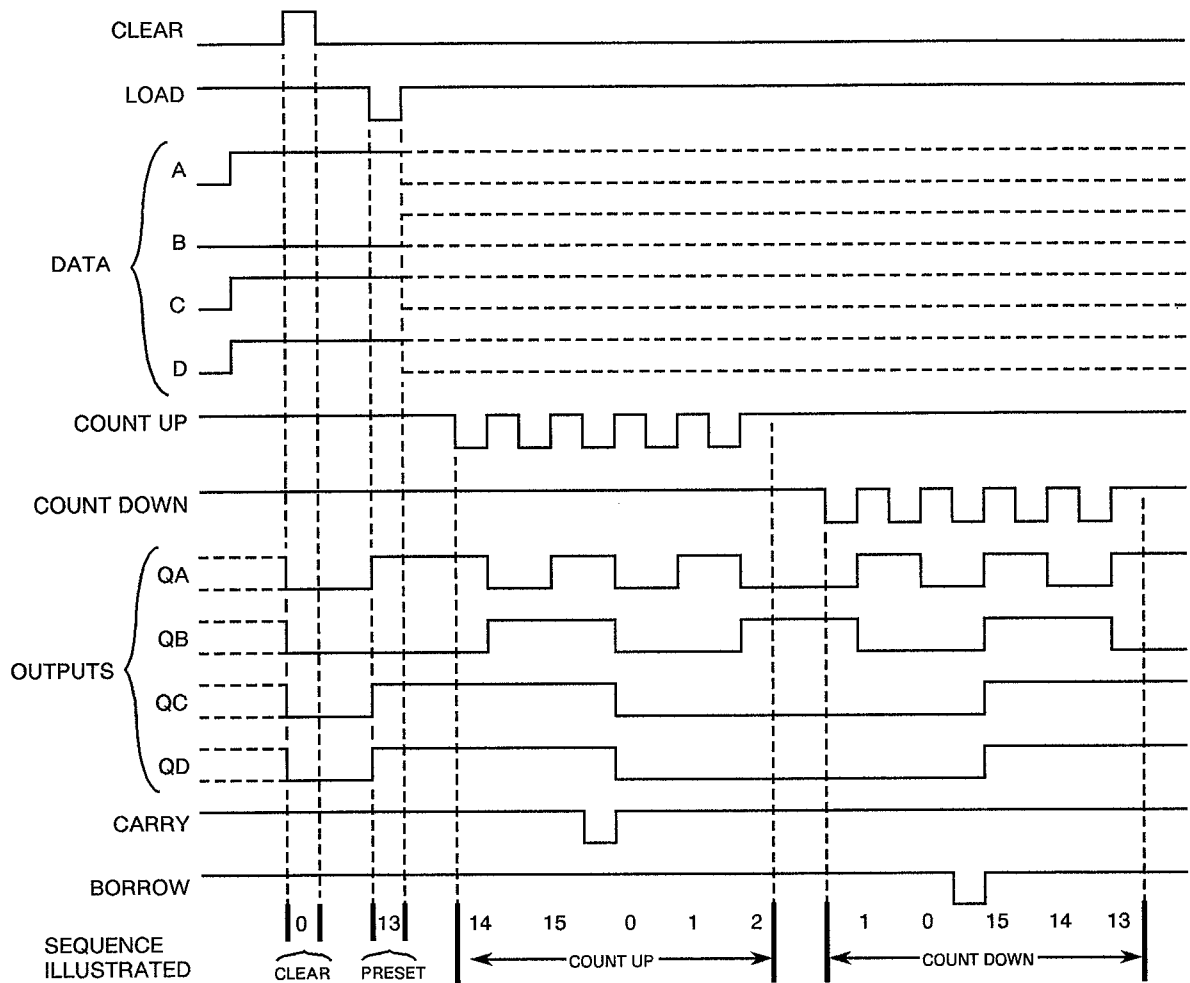 CLEAR
LOAD
A
B
DATA
C
D
COUNT UP
COUNT DOWN
QA
QB
OUTPUTS
QC
QD
CARRY
BORROW
0 13 14 15 0 1 2 1 0 15 14 13
SEQUENCE
ILLUSTRATED
CLEAR PRESET COUNT UP COUNT DOWN